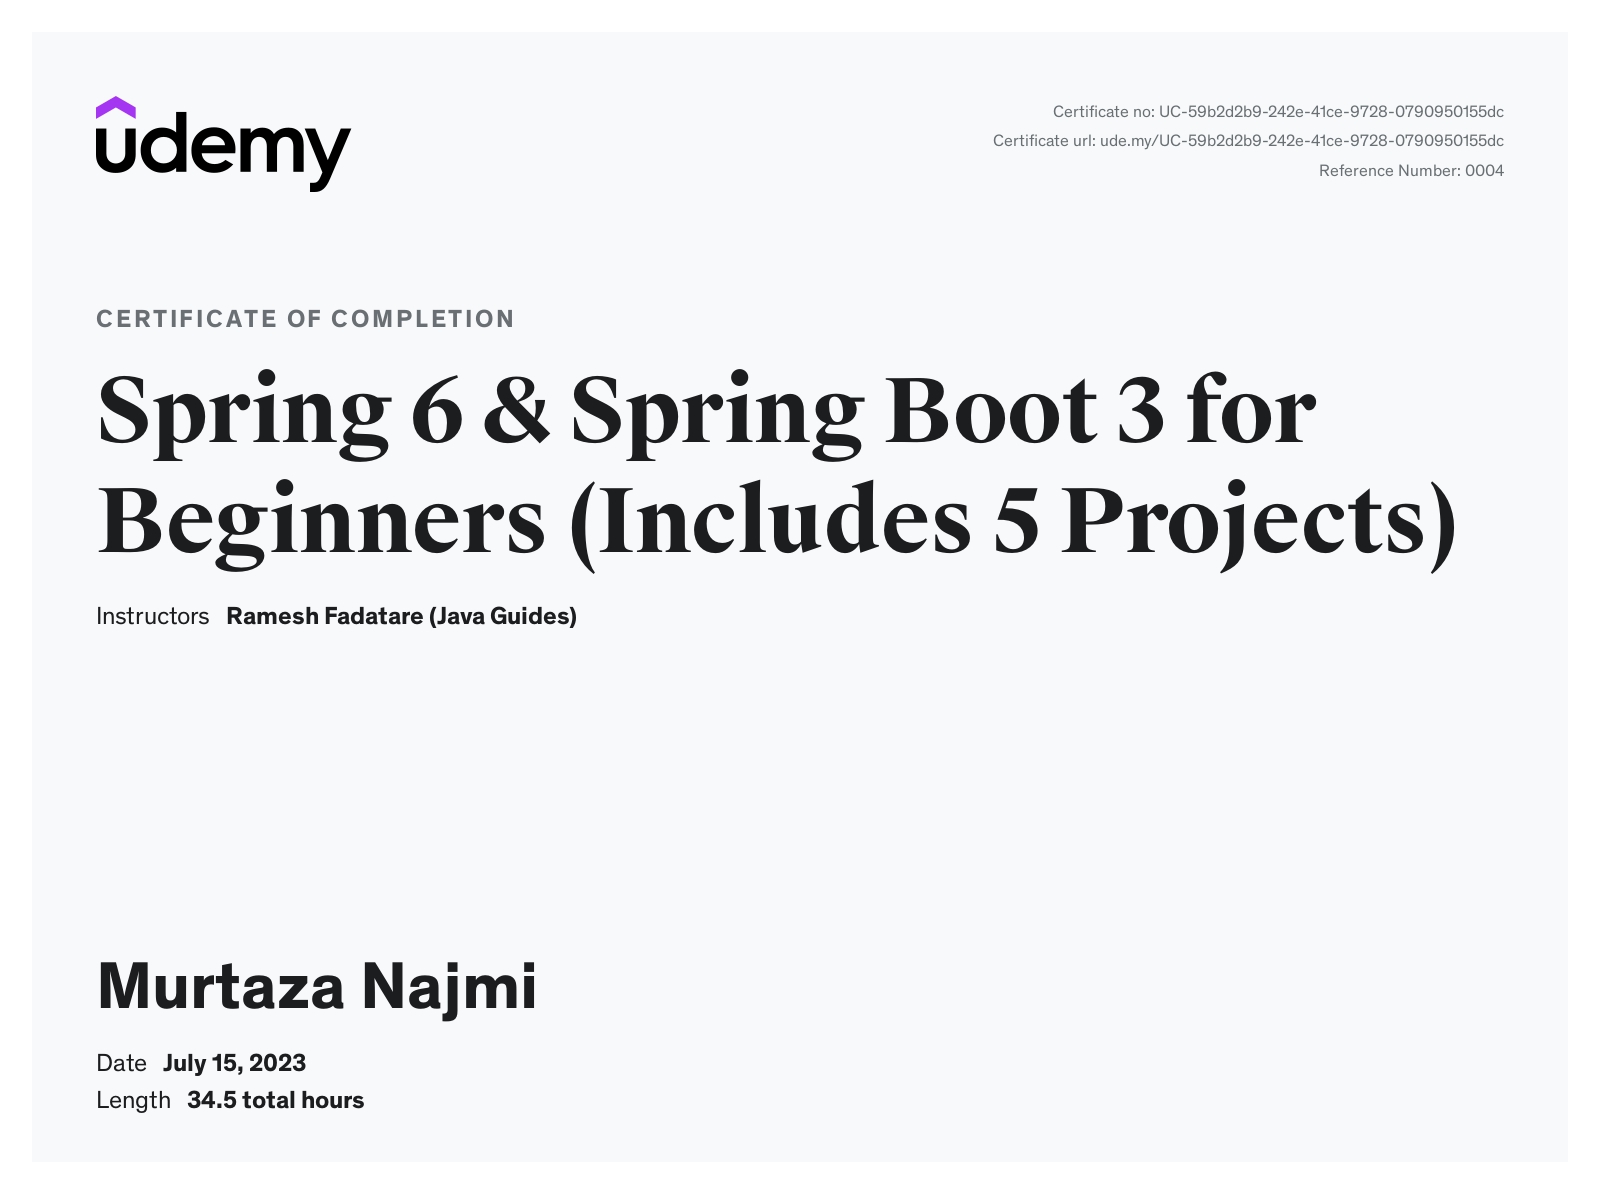 udemy
Certificate no: UC-59b2d2b9-242e-41ce-9728-0790950155dc
Certificate url: ude.my/UC-59b2d2b9-242e-41ce-9728-0790950155dc
Reference Number: 0004
CERTIFICATE OF COMPLETION
Spring 6 & Spring Boot 3 for
Beginners (Includes 5 Projects)
Instructors Ramesh Fadatare (Java Guides)
Murtaza Najmi
Date July 15, 2023
Length 34.5 total hours